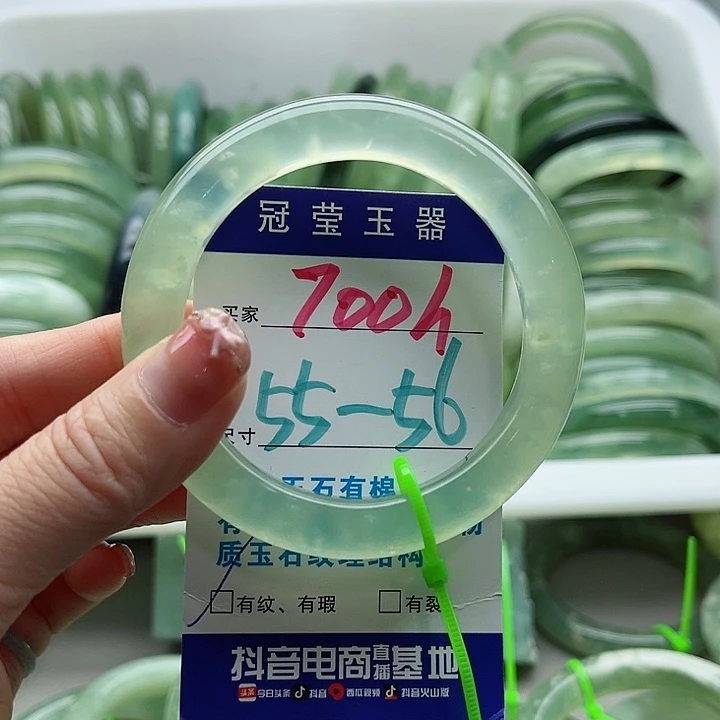 冠莹玉器
买家 700h
尺寸 55-56
玉石有棉
质玉石纹理结构
有纹、有瑕 有裂
抖音电商直播基地
今日头条 抖音 西瓜视频 抖音火山版